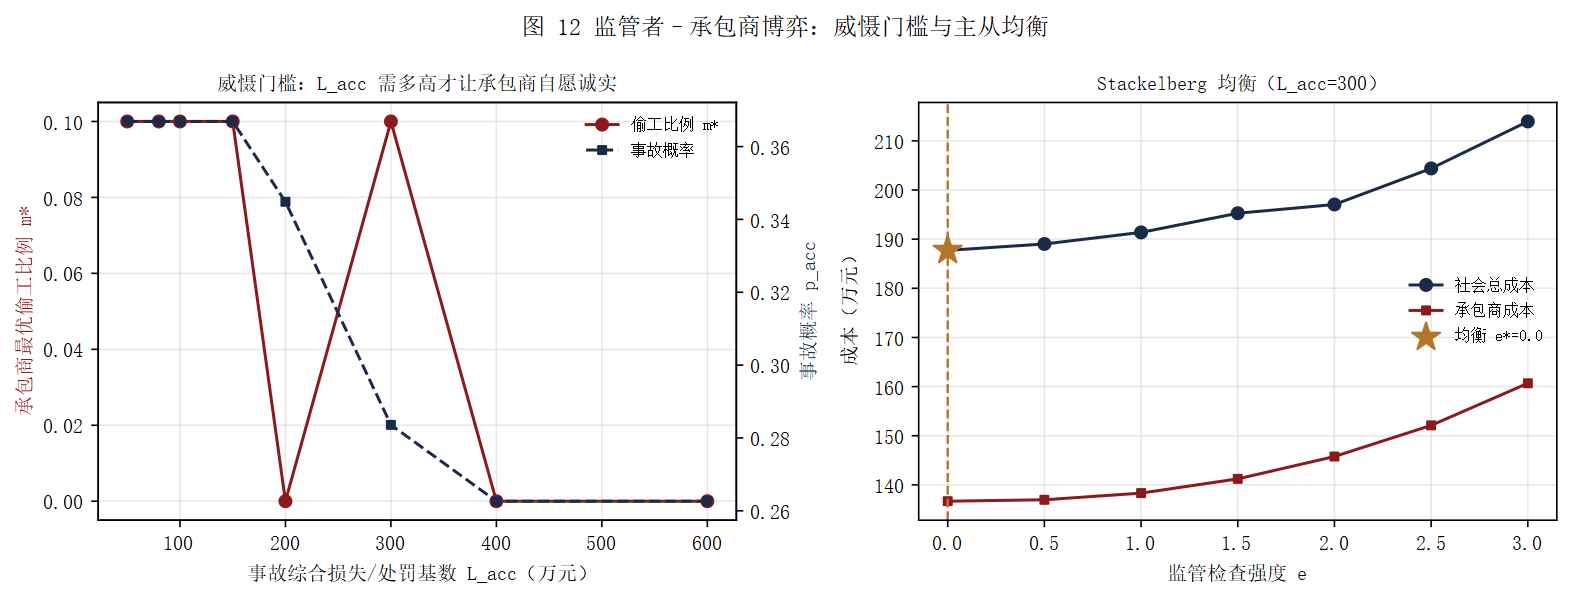 图 12 监管者 - 承包商博弈：威慑门槛与主从均衡
威慑门槛：L_acc 需多高才让承包商自愿诚实
承包商最优偷工比例 m*
0.10
0.08
0.06
0.04
0.02
0.00
偷工比例 m*
事故概率
0.36
0.34
0.32
0.30
0.28
0.26
事故概率 p_acc
100 200 300 400 500 600
事故综合损失/处罚基数 L_acc（万元）
Stackelberg 均衡（L_acc=300）
成本（万元）
210
200
190
180
170
160
150
140
社会总成本
承包商成本
均衡 e*=0.0
0.0 0.5 1.0 1.5 2.0 2.5 3.0
监管检查强度 e